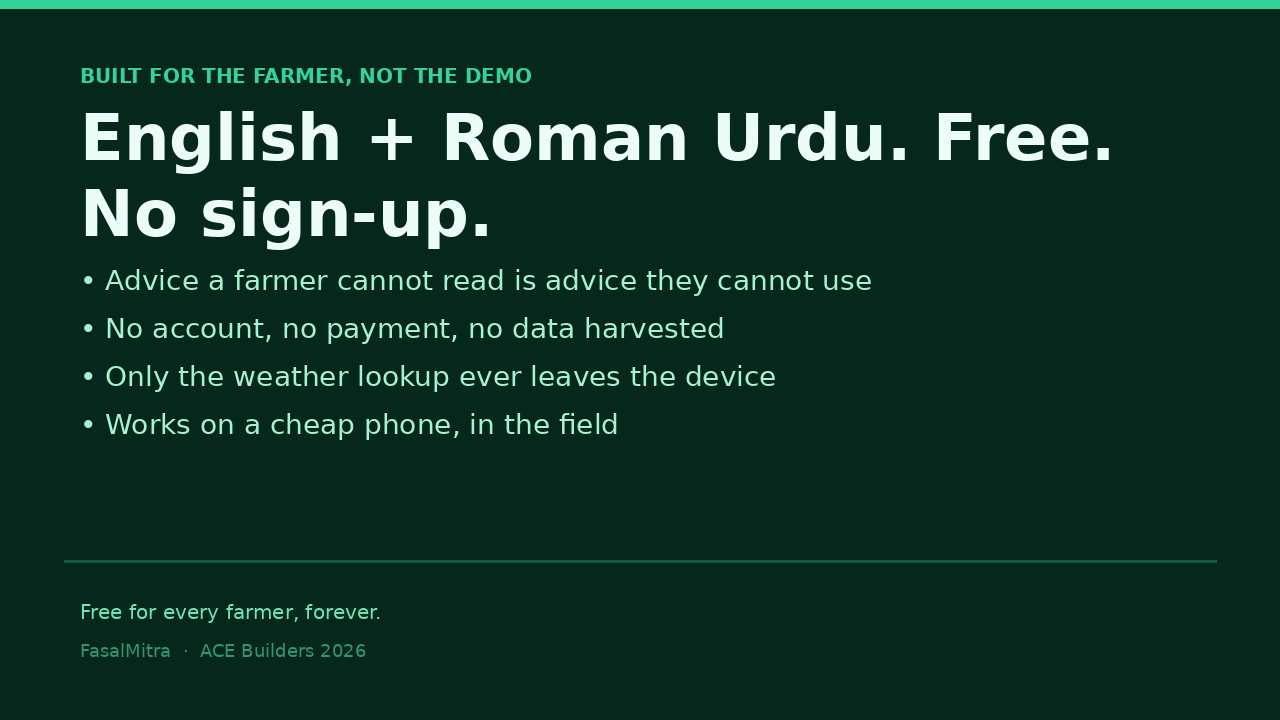 BUILT FOR THE FARMER, NOT THE DEMO
English + Roman Urdu. Free.
No sign-up.
• Advice a farmer cannot read is advice they cannot use
• No account, no payment, no data harvested
• Only the weather lookup ever leaves the device
• Works on a cheap phone, in the field
Free for every farmer, forever.
FasalMitra · ACE Builders 2026